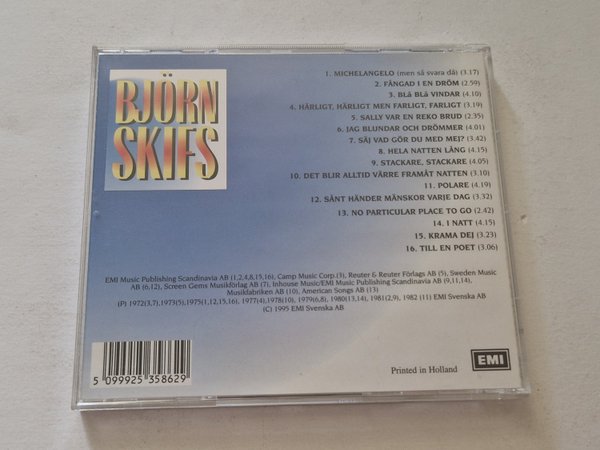 BJÖRN
SKIFS
1. MICHELANGELO (men så svara då) (3.17)
2. FÅNGAD I EN DRÖM (2.59)
3. BLå BLå VINDAR (4.10)
4. HÄRLIGT, HÄRLIGT MEN FARLIGT, FARLIGT (3.19)
5. SALLY VAR EN REKO BRUD (2.35)
6. JAG BLUNDAR OCH DRÖMMER (4.01)
7. SÄJ VAD GÖR DU MED MEJ? (3.42)
8. HELA NATTEN LÅNG (4.15)
9. STACKARE, STACKARE (4.05)
10. DET BLIR ALLTID VÄRRE FRAMÅT NATTEN (3.10)
11. POLARE (4.19)
12. SÅNT HÄNDER MÄNSKOR VARJE DAG (3.32)
13. NO PARTICULAR PLACE TO GO (2.42)
14. I NATT (4.15)
15. KRAMA DEJ (3.23)
16. TILL EN POET (3.06)
EMI Music Publishing Scandinavia AB (1,2,4,8,15,16), Camp Music Corp.(3), Reuter & Reuter Förlags AB (5), Sweden Music
AB (6,12), Screen Gems Musikförlag AB (7), Inhouse Music/EMI Music Publishing Scandinavia AB (9,11,14),
Musikfabriken AB (10), American Songs AB (13)
(P) 1972(3,7),1973(5),1975(1,12,15,16), 1977(4),1978(10), 1979(6,8), 1980(13,14), 1981(2,9), 1982 (11) EMI Svenska AB
(C) 1995 EMI Svenska AB
5 099925 358629
Printed in Holland
EMI